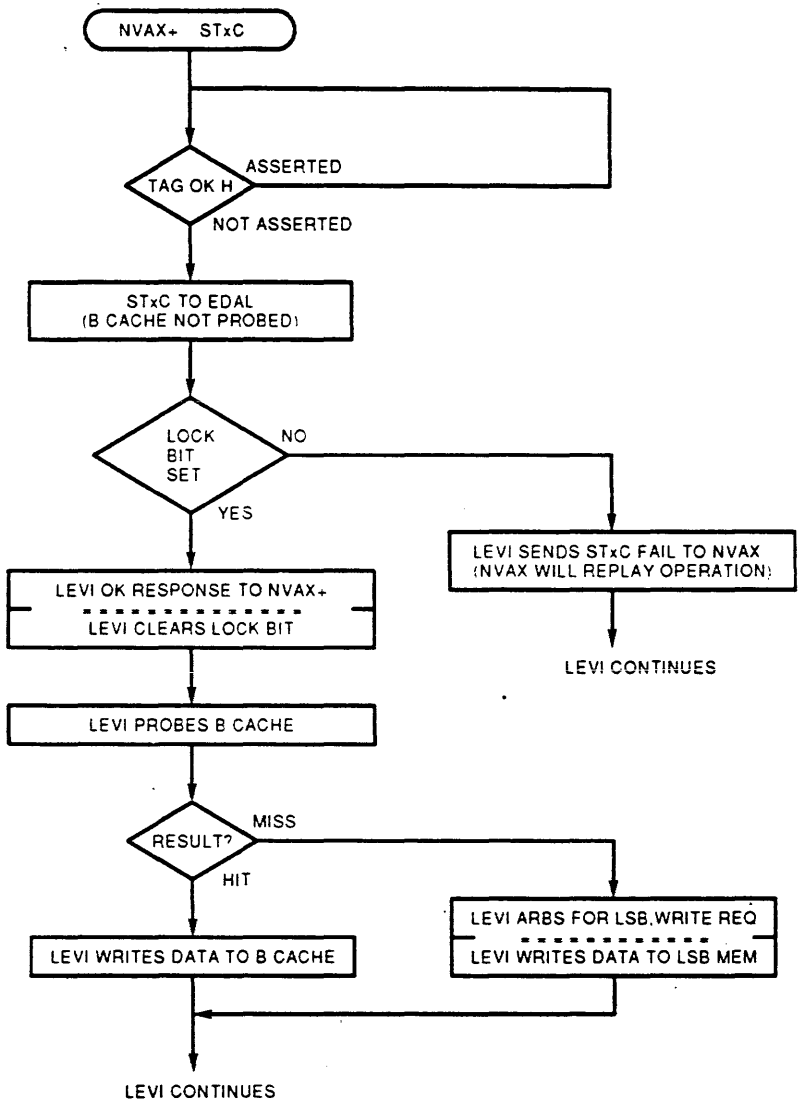 NVAX+ STxC
ASSERTED
TAG OK H
NOT ASSERTED
STxC TO EDAL
(B CACHE NOT PROBED)
LOCK
BIT
SET
NO
YES
LEVI SENDS STxC FAIL TO NVAX
(NVAX WILL REPLAY OPERATION)
LEVI OK RESPONSE TO NVAX+
LEVI CLEARS LOCK BIT
LEVI CONTINUES
LEVI PROBES B CACHE
MISS
RESULT?
HIT
LEVI ARBS FOR LSB,WRITE REQ
LEVI WRITES DATA TO B CACHE
LEVI WRITES DATA TO LSB MEM
LEVI CONTINUES